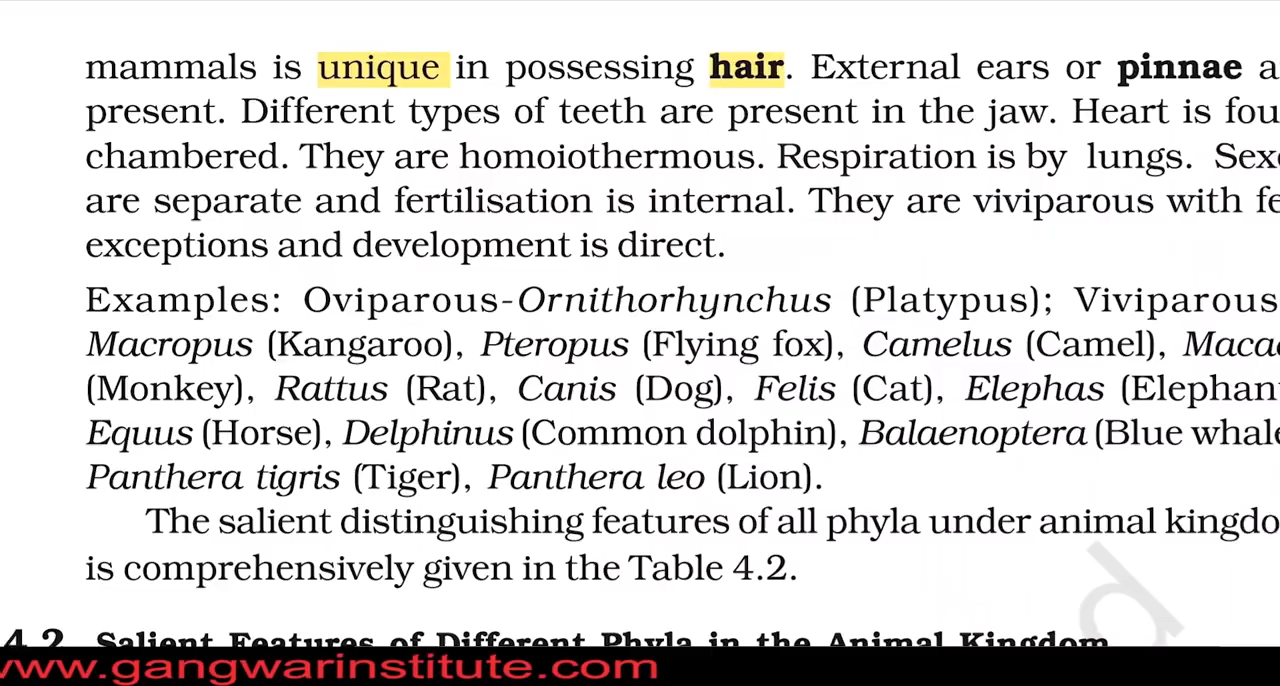 mammals is unique in possessing hair. External ears or pinnae a
present. Different types of teeth are present in the jaw. Heart is fou
chambered. They are homoiothermous. Respiration is by lungs. Sex
are separate and fertilisation is internal. They are viviparous with fe
exceptions and development is direct.
Examples: Oviparous-Ornithorhynchus (Platypus); Viviparous
Macropus (Kangaroo), Pteropus (Flying fox), Camelus (Camel), Maca
(Monkey), Rattus (Rat), Canis (Dog), Felis (Cat), Elephas (Elephant
Equus (Horse), Delphinus (Common dolphin), Balaenoptera (Blue whale
Panthera tigris (Tiger), Panthera leo (Lion).
The salient distinguishing features of all phyla under animal kingdo
is comprehensively given in the Table 4.2.
4.2 Salient Features of Different Phyla in the Animal Kingdom
www.gangwarinstitute.com
d